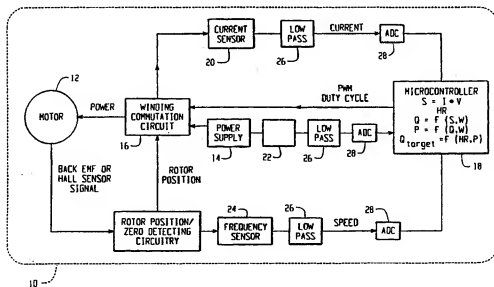 CURRENT
SENSOR
20
LOW
PASS
26
CURRENT
ADC
28
12
MOTOR
POWER
WINDING
COMMUTATION
CIRCUIT
16
PWM
DUTY CYCLE
POWER
SUPPLY
14
22
LOW
PASS
26
ADC
28
MICROCONTROLLER
S = I * V
HR
Q = F (S,W)
P = F (Q,W)
Q target = F (HR,P)
18
BACK EMF OR
HALL SENSOR
SIGNAL
ROTOR
POSITION
ROTOR POSITION/
ZERO DETECTING
CIRCUITRY
24
FREQUENCY
SENSOR
LOW
PASS
26
SPEED
ADC
28
10